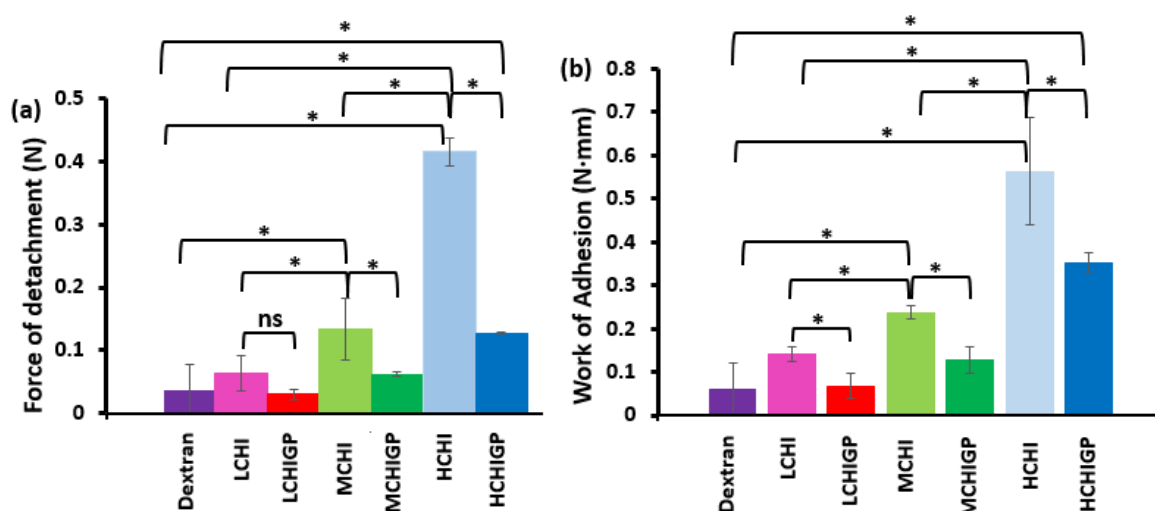 (a)
Force of detachment (N)
0.5
0.4
0.3
0.2
0.1
0
*
*
*
*
*
*
*
*
ns
Dextran
LCHI
LCHIGP
MCHI
MCHIGP
HCHI
HCHIGP
(b)
Work of Adhesion (N·mm)
0.8
0.7
0.6
0.5
0.4
0.3
0.2
0.1
0
*
*
*
*
*
*
*
*
*
Dextran
LCHI
LCHIGP
MCHI
MCHIGP
HCHI
HCHIGP